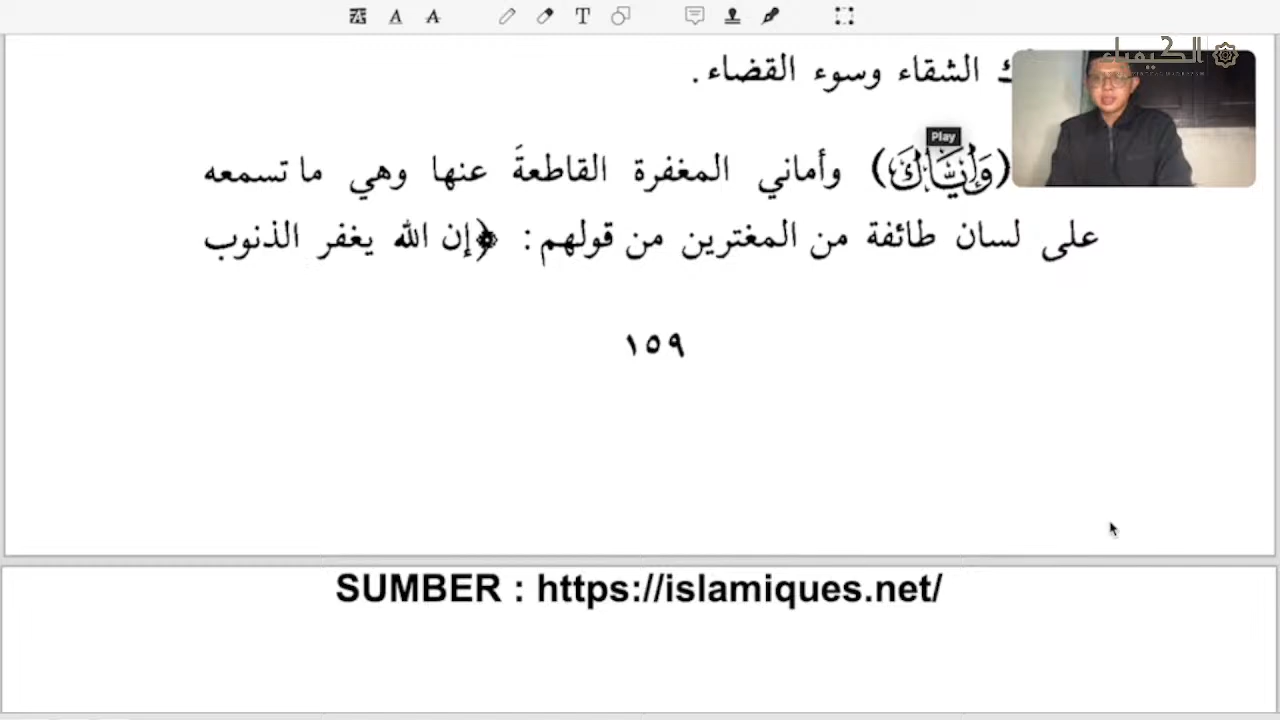 الكيمياء
الشقاء وسوء القضاء.
Play
(وَإِيَّاكَ) وأماني المغفرة القاطعةَ عنها وهي ما تسمعه
على لسان طائفة من المغترين من قولهم: ﴿إن الله يغفر الذنوب
١٥٩
SUMBER : https://islamiques.net/